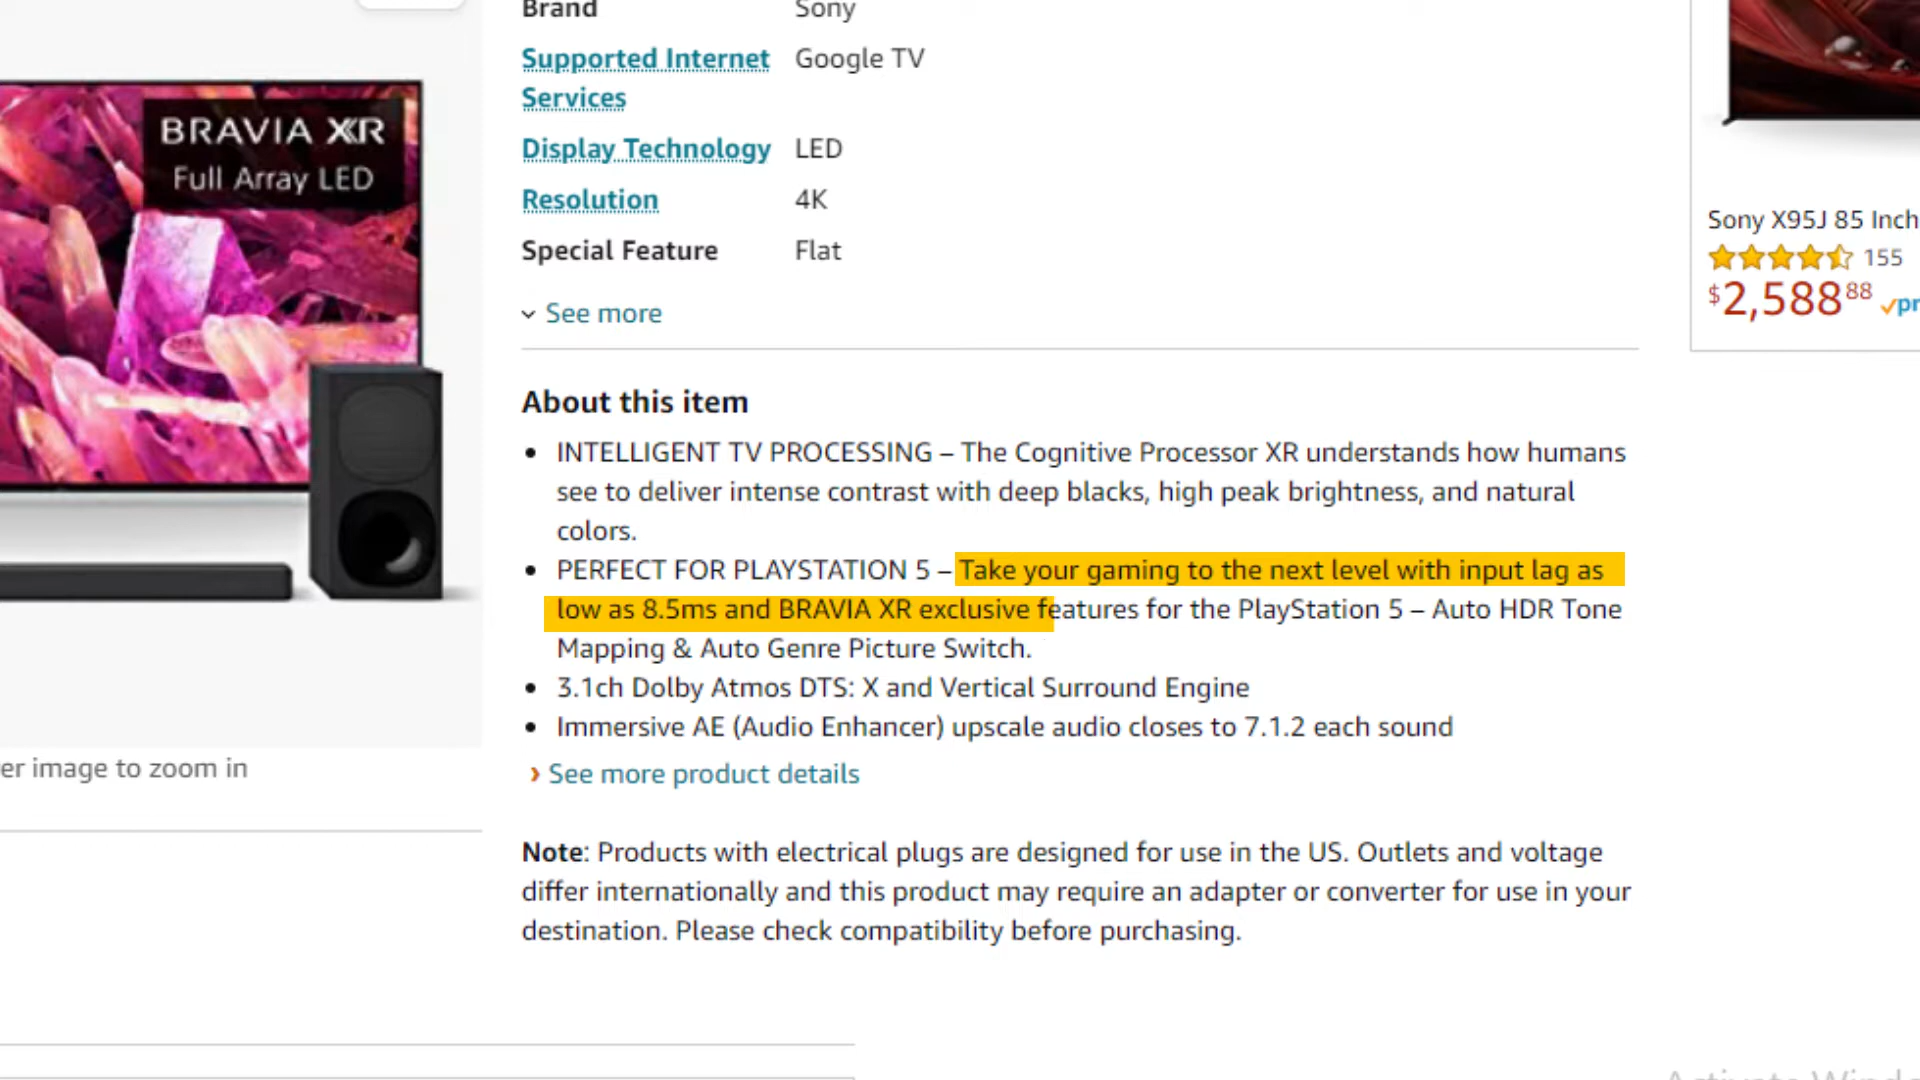 Brand Sony
Supported Internet Google TV
Services
Display Technology LED
Resolution 4K
Special Feature Flat
See more
BRAVIA XR
Full Array LED
er image to zoom in
About this item
• INTELLIGENT TV PROCESSING – The Cognitive Processor XR understands how humans
see to deliver intense contrast with deep blacks, high peak brightness, and natural
colors.
• PERFECT FOR PLAYSTATION 5 – Take your gaming to the next level with input lag as
low as 8.5ms and BRAVIA XR exclusive features for the PlayStation 5 – Auto HDR Tone
Mapping & Auto Genre Picture Switch.
• 3.1ch Dolby Atmos DTS: X and Vertical Surround Engine
• Immersive AE (Audio Enhancer) upscale audio closes to 7.1.2 each sound
› See more product details
Note: Products with electrical plugs are designed for use in the US. Outlets and voltage
differ internationally and this product may require an adapter or converter for use in your
destination. Please check compatibility before purchasing.
Sony X95J 85 Inch
155
$2,588 88 pr